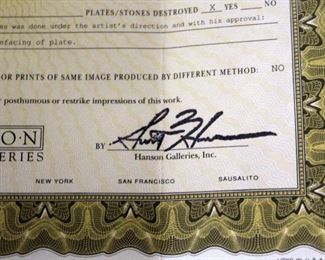 PLATES/STONES DESTROYED X YES NO
es was done under the artist's direction and with his approval:
efacing of plate.
OR PRINTS OF SAME IMAGE PRODUCED BY DIFFERENT METHOD: NO
posthumous or restrike impressions of this work.
SON
ERIES
BY
Hanson Galleries, Inc.
NEW YORK SAN FRANCISCO SAUSALITO